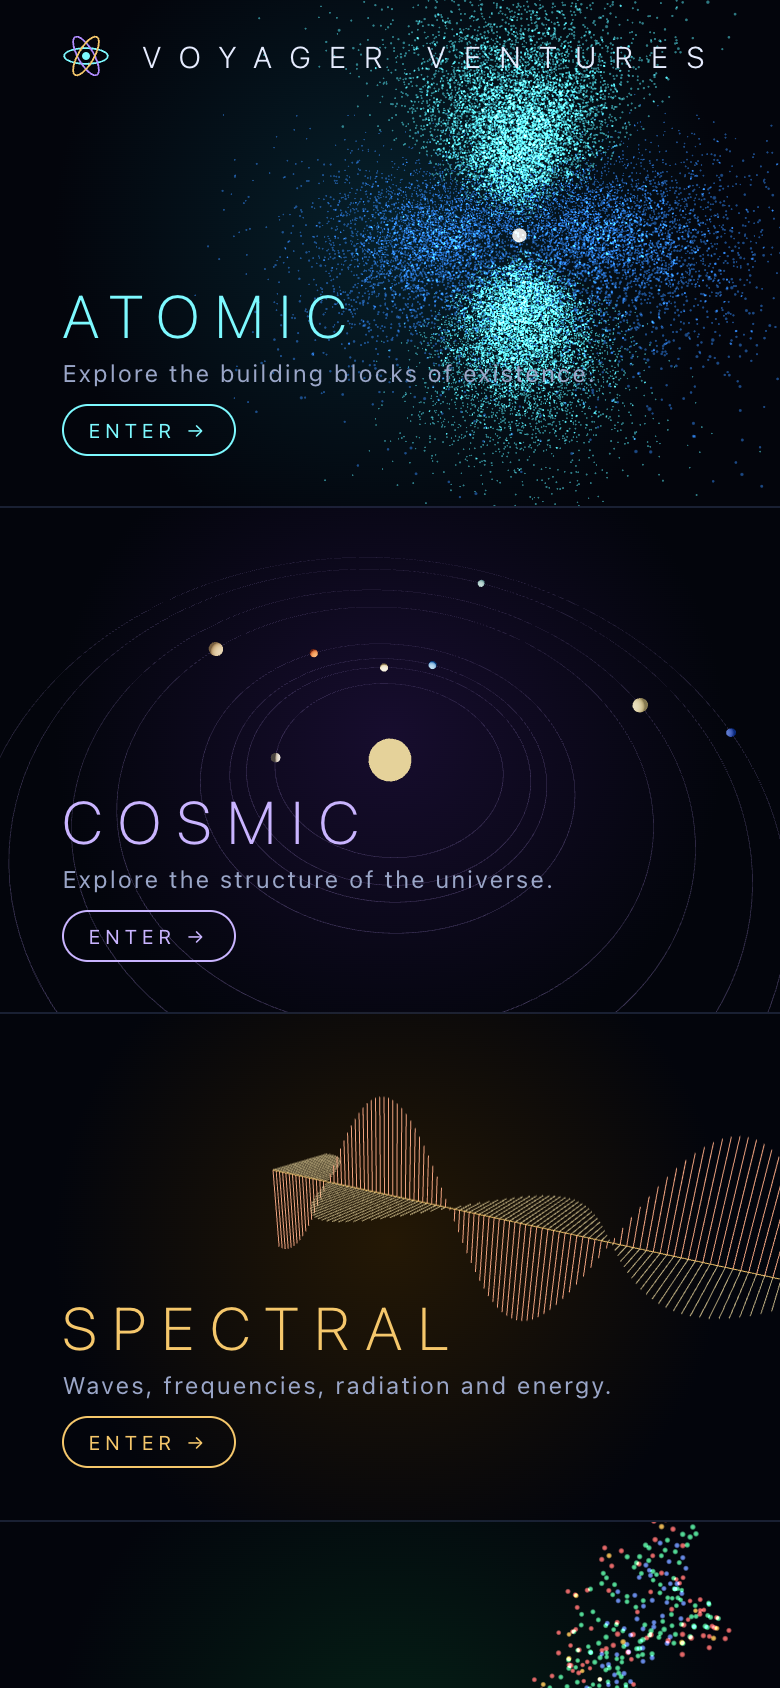 VOYAGER VENTURES
ATOMIC
Explore the building blocks of existence.
ENTER →
COSMIC
Explore the structure of the universe.
ENTER →
SPECTRAL
Waves, frequencies, radiation and energy.
ENTER →